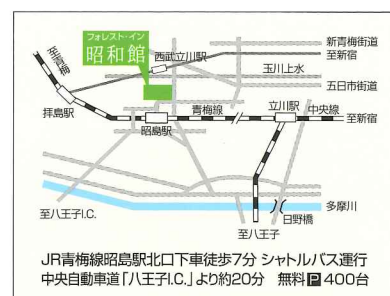 フォレスト・イン
昭和館
西武立川駅
新青梅街道
至新宿
玉川上水
五日市街道
至青梅
拝島駅
昭島駅
青梅線
立川駅
中央線
至新宿
多摩川
日野橋
至八王子I.C.
至八王子
JR青梅線昭島駅北口下車徒歩7分 シャトルバス運行
中央自動車道「八王子I.C.」より約20分 無料P400台